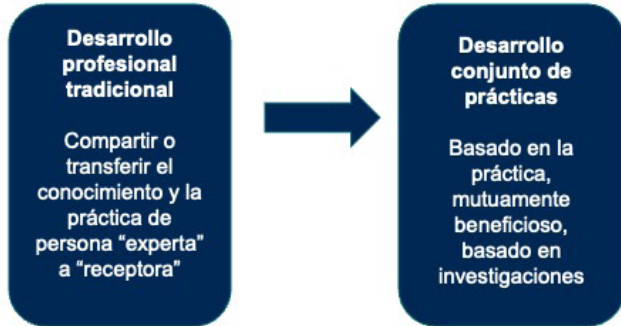 Desarrollo
profesional
tradicional
Compartir o
transferir el
conocimiento y la
práctica de
persona “experta”
a “receptora”
Desarrollo
conjunto de
prácticas
Basado en la
práctica,
mutuamente
beneficioso,
basado en
investigaciones